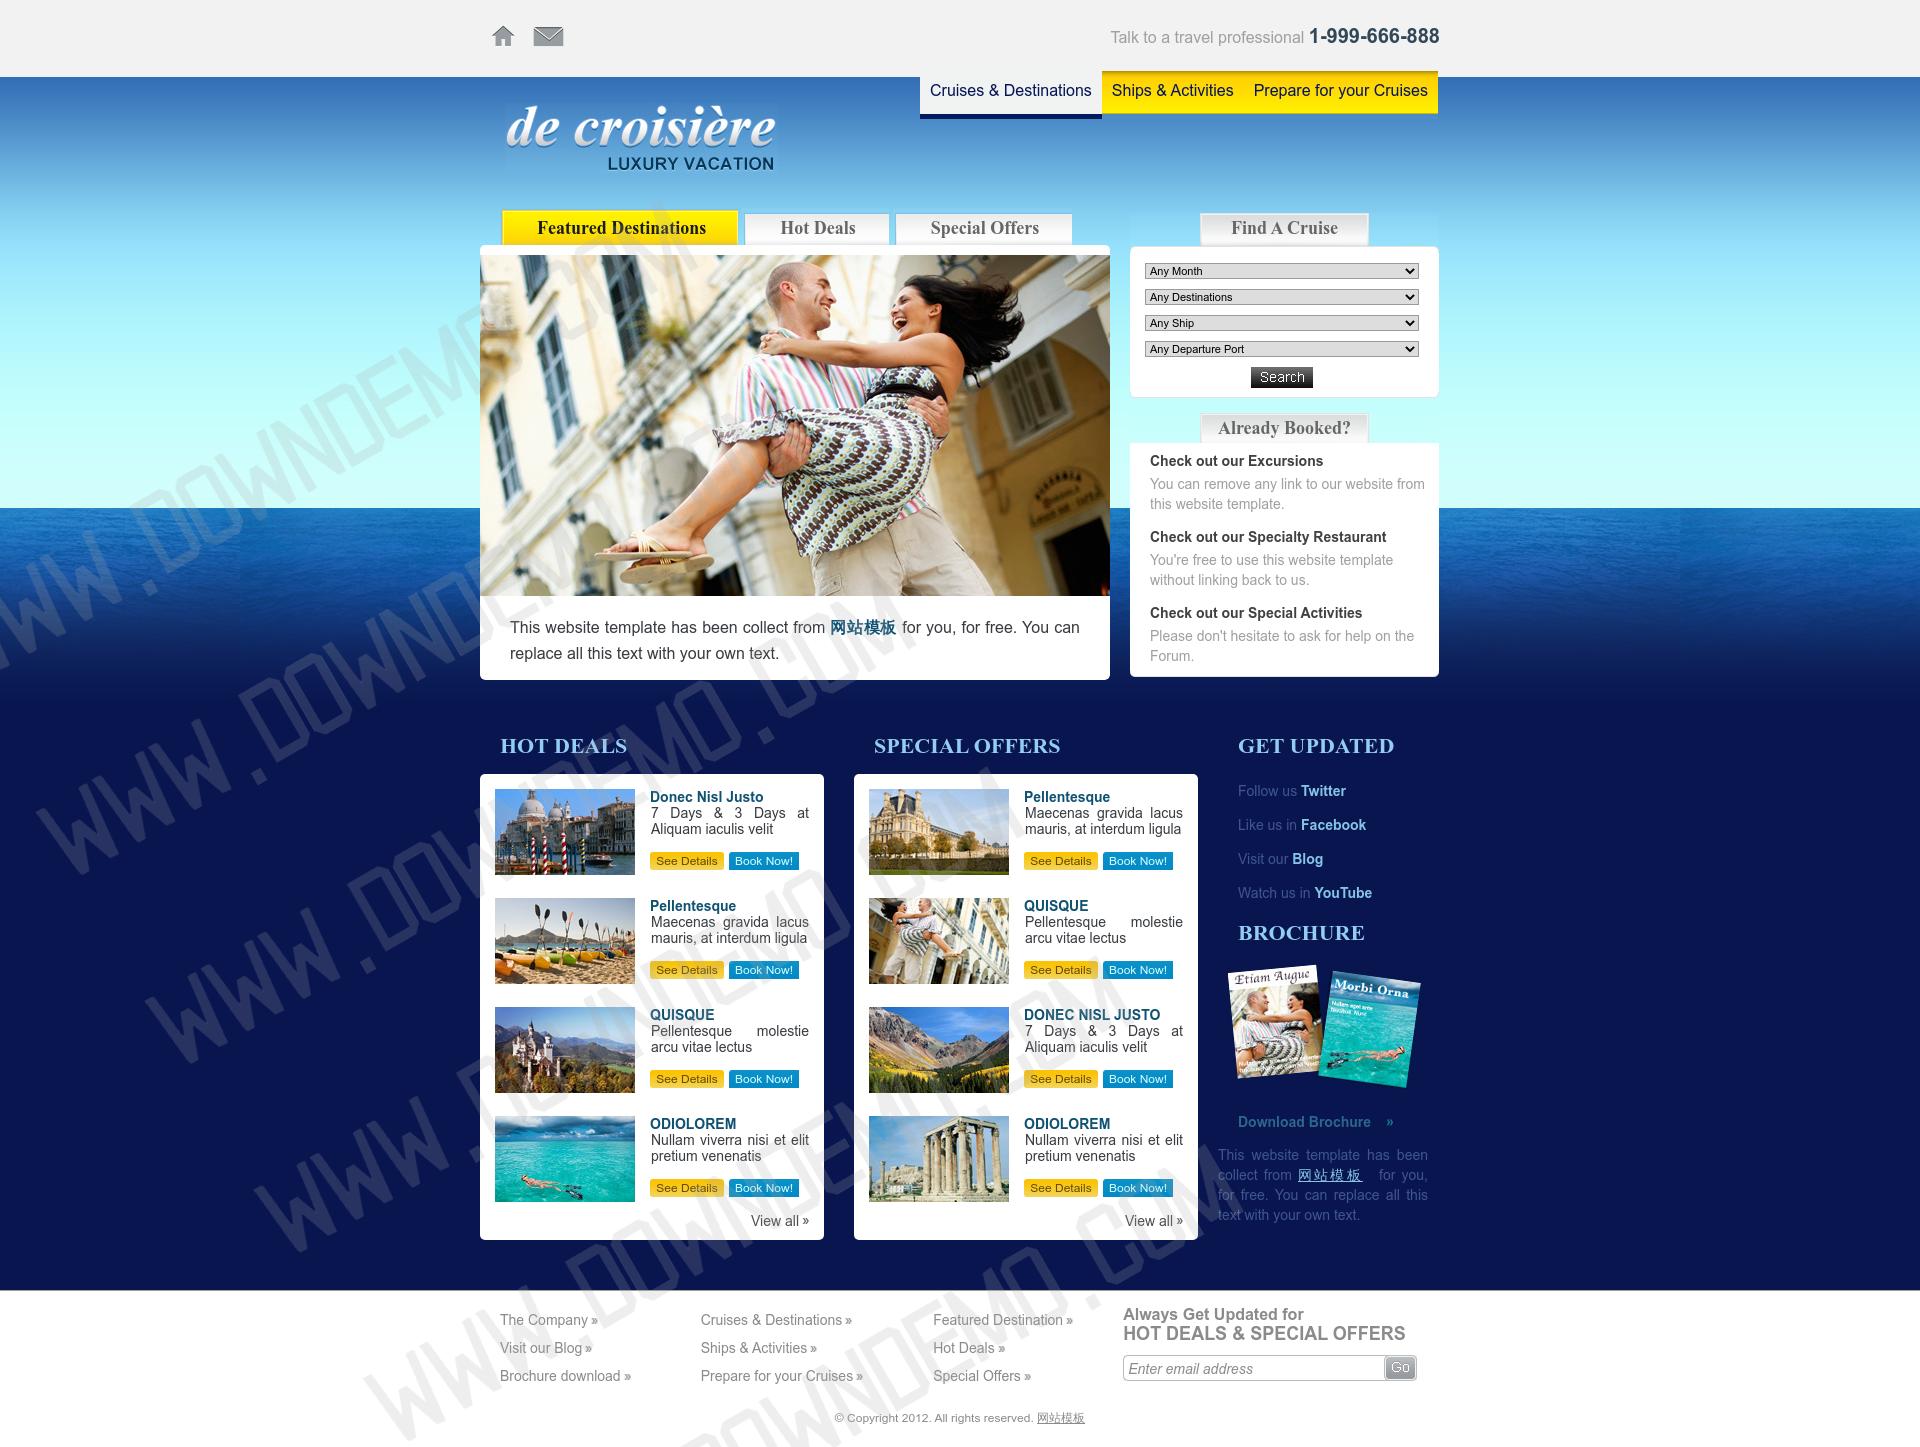 Talk to a travel professional 1-999-666-888
Cruises & Destinations Ships & Activities Prepare for your Cruises
de croisière
LUXURY VACATION
Featured Destinations Hot Deals Special Offers
This website template has been collect from 网站模板 for you, for free. You can
replace all this text with your own text.
Find A Cruise
Any Month
Any Destinations
Any Ship
Any Departure Port
Search
Already Booked?
Check out our Excursions
You can remove any link to our website from
this website template.
Check out our Specialty Restaurant
You're free to use this website template
without linking back to us.
Check out our Special Activities
Please don't hesitate to ask for help on the
Forum.
HOT DEALS
Donec Nisl Justo
7 Days & 3 Days at
Aliquam iaculis velit
See Details Book Now!
Pellentesque
Maecenas gravida lacus
mauris, at interdum ligula
See Details Book Now!
QUISQUE
Pellentesque molestie
arcu vitae lectus
See Details Book Now!
ODIOLOREM
Nullam viverra nisi et elit
pretium venenatis
See Details Book Now!
View all »
SPECIAL OFFERS
Pellentesque
Maecenas gravida lacus
mauris, at interdum ligula
See Details Book Now!
QUISQUE
Pellentesque molestie
arcu vitae lectus
See Details Book Now!
DONEC NISL JUSTO
7 Days & 3 Days at
Aliquam iaculis velit
See Details Book Now!
ODIOLOREM
Nullam viverra nisi et elit
pretium venenatis
See Details Book Now!
View all »
GET UPDATED
Follow us Twitter
Like us in Facebook
Visit our Blog
Watch us in YouTube
BROCHURE
Etiam Augue
Morbi Orna
Download Brochure »
This website template has been
collect from 网站模板 for you,
for free. You can replace all this
text with your own text.
The Company »
Visit our Blog »
Brochure download »
Cruises & Destinations »
Ships & Activities »
Prepare for your Cruises »
Featured Destination »
Hot Deals »
Special Offers »
Always Get Updated for
HOT DEALS & SPECIAL OFFERS
Enter email address Go
© Copyright 2012. All rights reserved. 网站模板
WWW.DOWNDEMO.COM
WWW.DOWNDEMO.COM
WWW.DOWNDEMO.COM
WWW.DOWNDEMO.COM
WWW.DOWNDEMO.COM